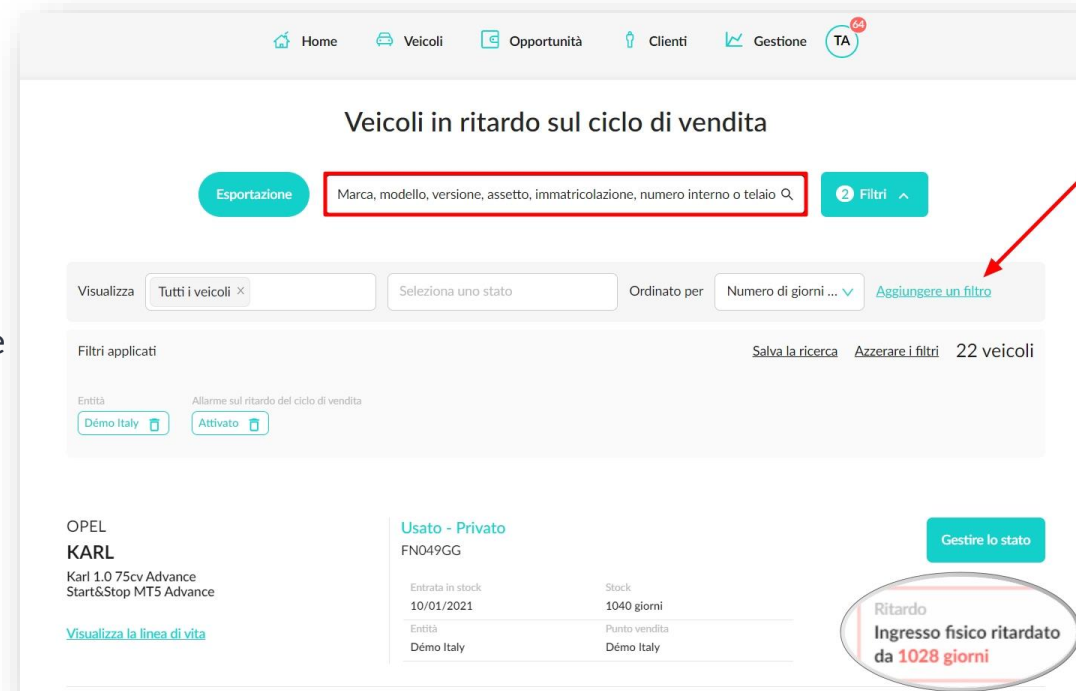 Home Veicoli Opportunità Clienti Gestione TA 64
Veicoli in ritardo sul ciclo di vendita
Esportazione Marca, modello, versione, assetto, immatricolazione, numero interno o telaio 2 Filtri
Visualizza Tutti i veicoli × Seleziona uno stato Ordinato per Numero di giorni ... Aggiungere un filtro
e
Filtri applicati Salva la ricerca Azzerare i filtri 22 veicoli
Entità Allarme sul ritardo del ciclo di vendita
Démo Italy Attivato
OPEL
KARL
Karl 1.0 75cv Advance
Start&Stop MT5 Advance
Visualizza la linea di vita
Usato - Privato
FN049GG
Entrata in stock Stock
10/01/2021 1040 giorni
Entità Punto vendita
Démo Italy Démo Italy
Gestire lo stato
Ritardo
Ingresso fisico ritardato
da 1028 giorni